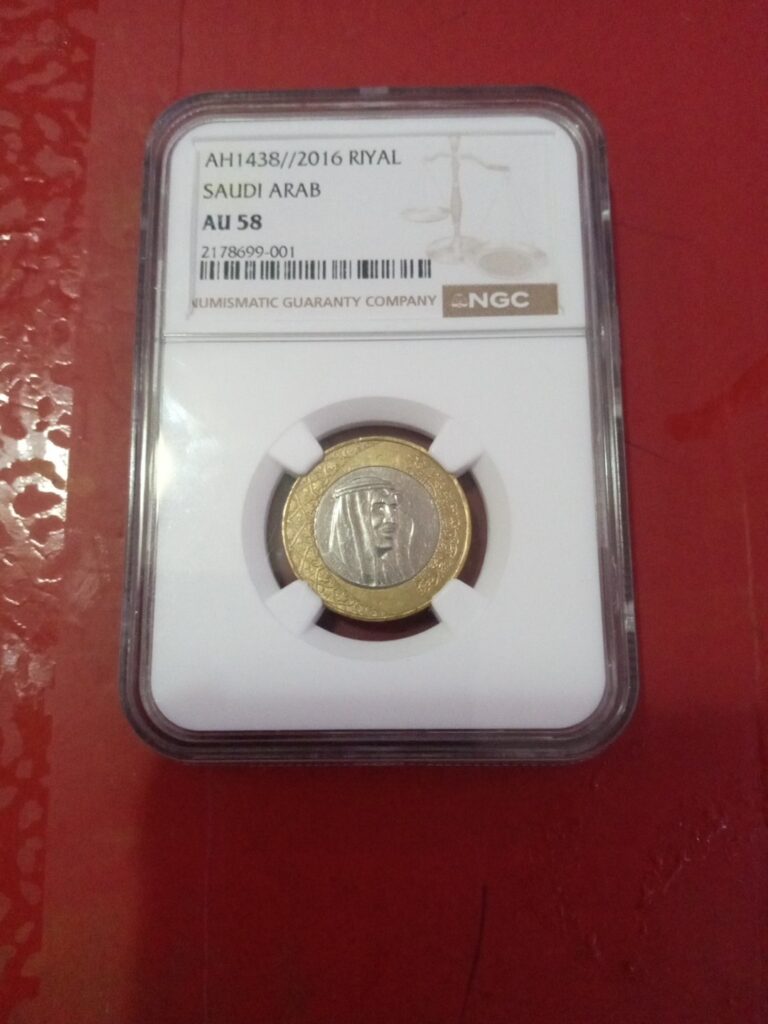 AH1438//2016 RIYAL
SAUDI ARAB
AU 58
2178699-001
NUMISMATIC GUARANTY COMPANY NGC